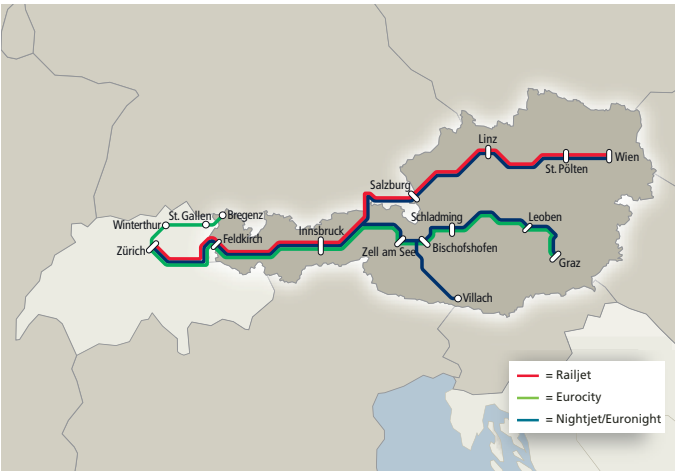 Linz
St. Pölten
Wien
Salzburg
St. Gallen
Bregenz
Winterthur
Schladming
Leoben
Innsbruck
Feldkirch
Zürich
Zell am See
Bischofshofen
Graz
Villach
= Railjet
= Eurocity
= Nightjet/Euronight